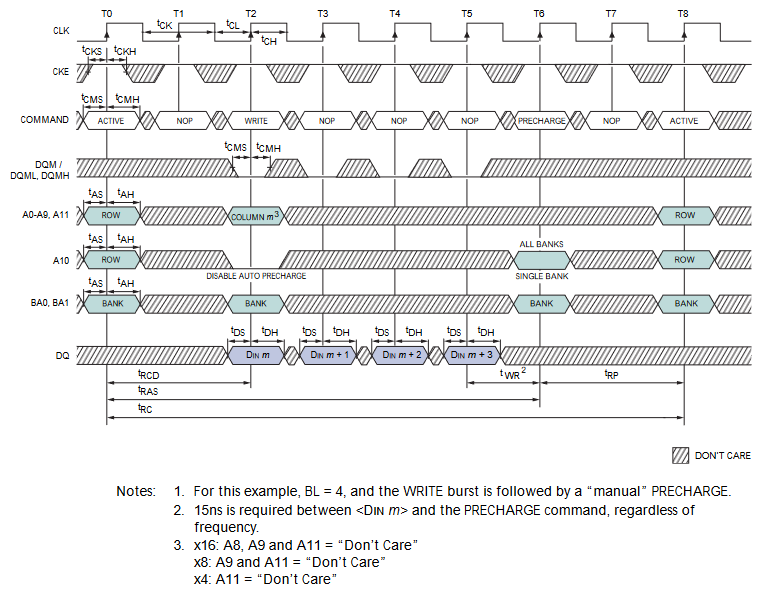 T0 T1 T2 T3 T4 T5 T6 T7 T8
CLK
tCK tCL
tCH
tCKS tCKH
CKE
tCMS tCMH
COMMAND ACTIVE NOP WRITE NOP NOP NOP PRECHARGE NOP ACTIVE
tCMS tCMH
DQM /
DQML, DQMH
tAS tAH
A0-A9, A11 ROW COLUMN m3 ROW
tAS tAH
ALL BANKS
A10 ROW ROW
DISABLE AUTO PRECHARGE SINGLE BANK
tAS tAH
BA0, BA1 BANK BANK BANK BANK
tDS tDH tDS tDH tDS tDH tDS tDH
DQ DIN m DIN m + 1 DIN m + 2 DIN m + 3
tRCD tWR2 tRP
tRAS
tRC
DON'T CARE
Notes: 1. For this example, BL = 4, and the WRITE burst is followed by a “manual” PRECHARGE.
2. 15ns is required between <DIN m> and the PRECHARGE command, regardless of
frequency.
3. x16: A8, A9 and A11 = “Don’t Care”
x8: A9 and A11 = “Don’t Care”
x4: A11 = “Don’t Care”